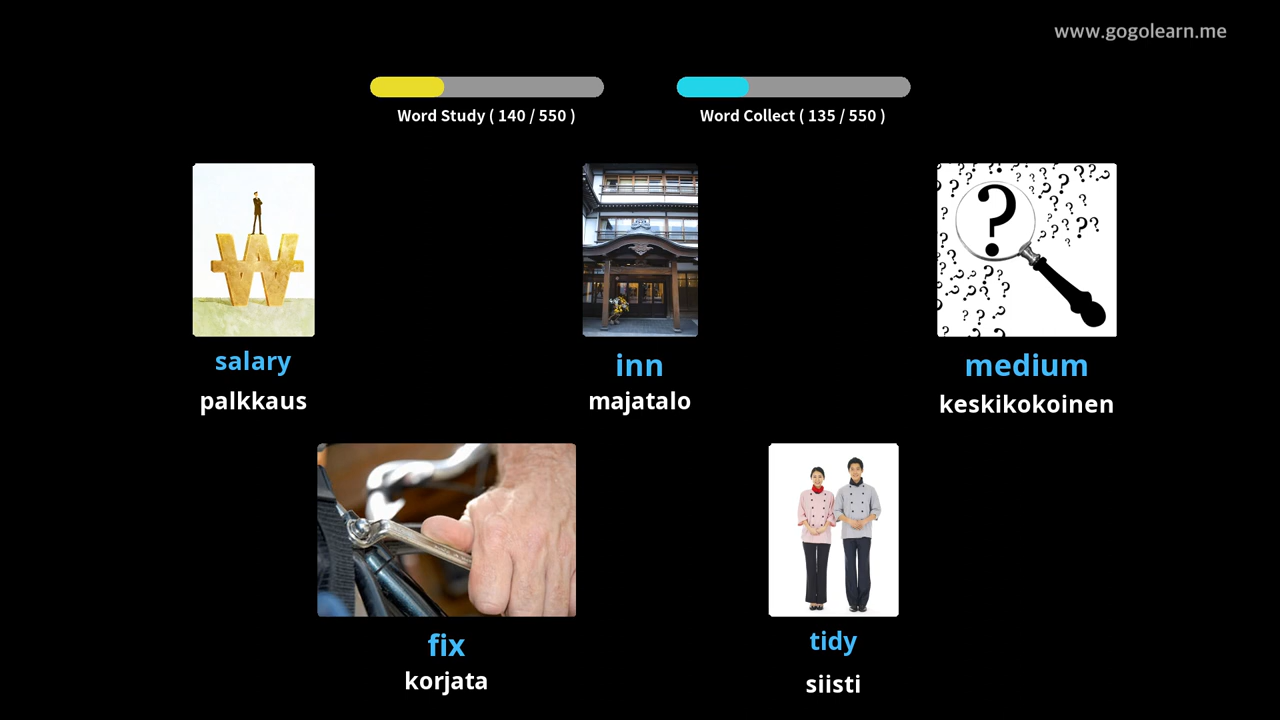 www.gogolearn.me
Word Study ( 140 / 550 )
Word Collect ( 135 / 550 )
salary
palkkaus
inn
majatalo
medium
keskikokoinen
fix
korjata
tidy
siisti